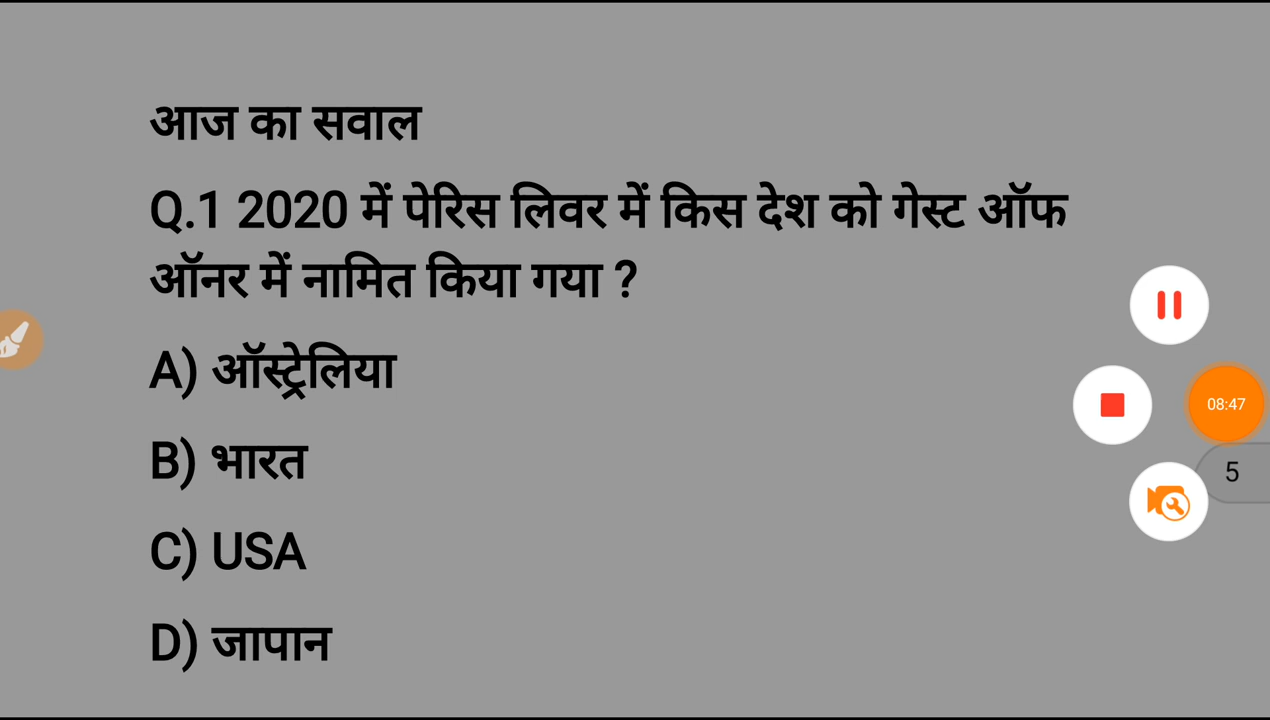 आज का सवाल
Q.1 2020 में पेरिस लिवर में किस देश को गेस्ट ऑफ
ऑनर में नामित किया गया ?
A) ऑस्ट्रेलिया
B) भारत
C) USA
D) जापान
08:47
5